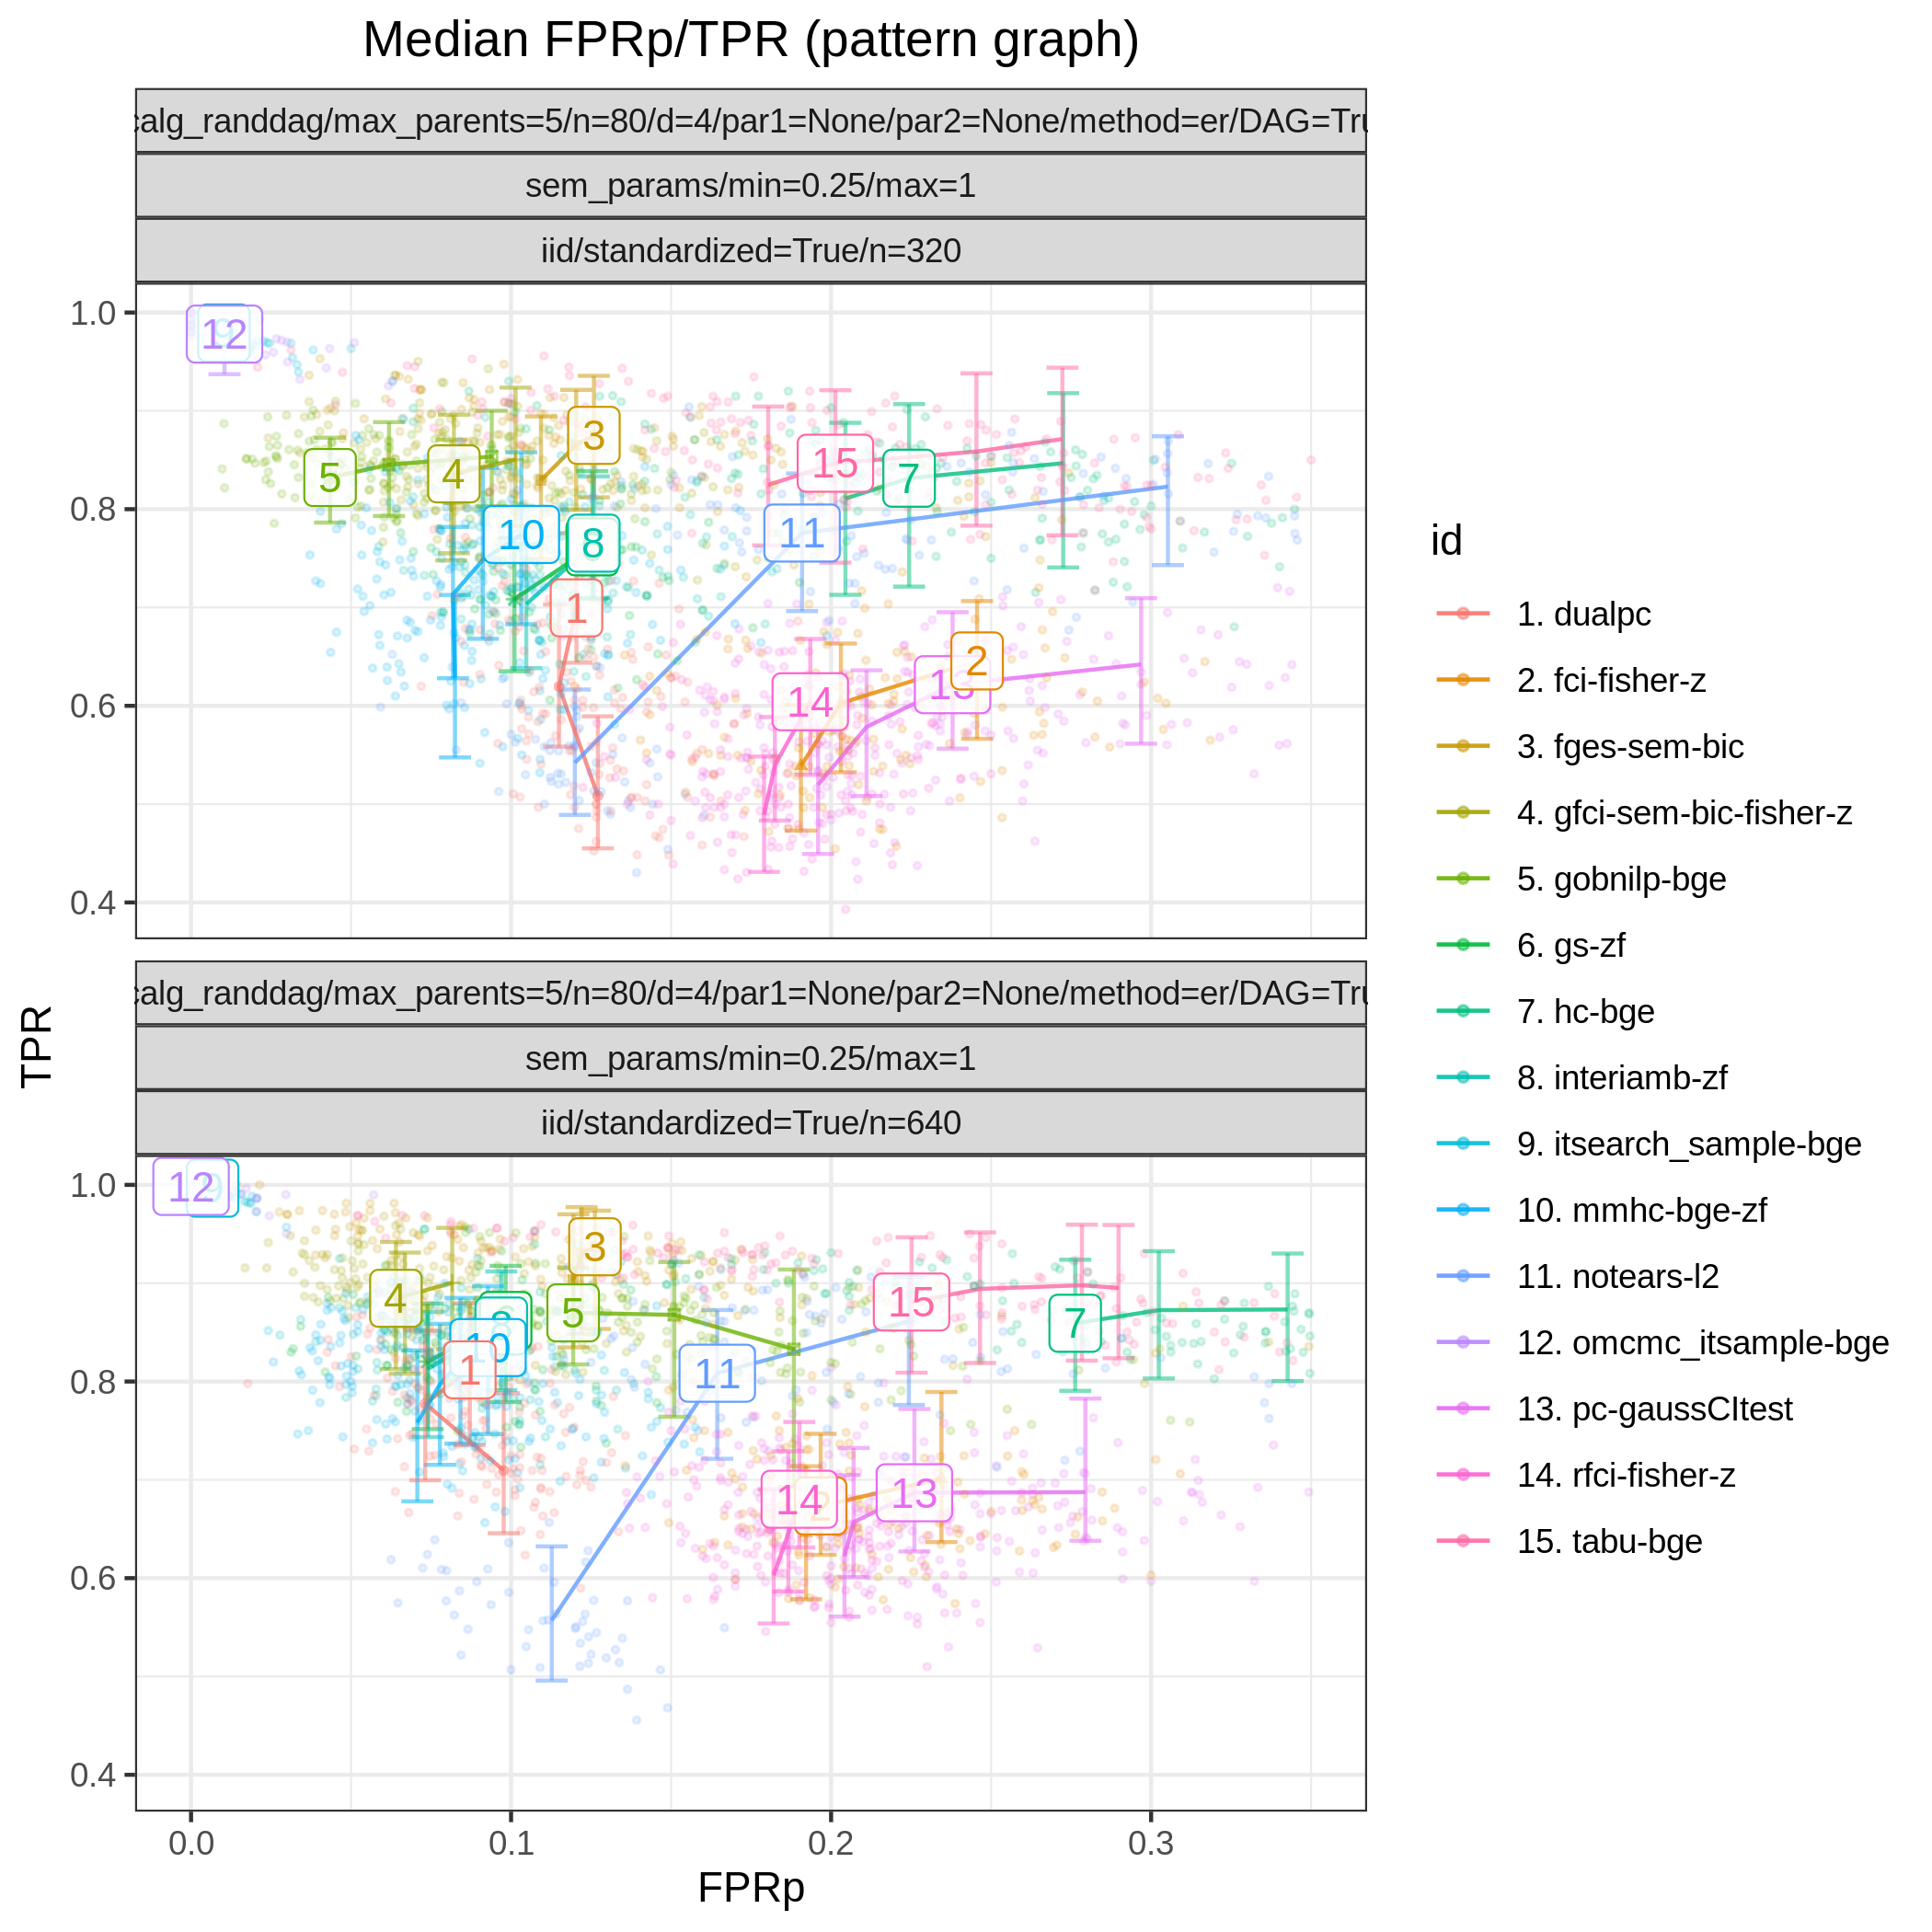 Median FPRp/TPR (pattern graph)
calg_randdag/max_parents=5/n=80/d=4/par1=None/par2=None/method=er/DAG=Tru
sem_params/min=0.25/max=1
iid/standardized=True/n=320
1.0
0.8
0.6
0.4
12
3
5
4
15
7
10
8
11
1
2
13
14
calg_randdag/max_parents=5/n=80/d=4/par1=None/par2=None/method=er/DAG=Tru
sem_params/min=0.25/max=1
iid/standardized=True/n=640
1.0
0.8
0.6
0.4
12
9
3
4
5
15
7
10
1
11
14
13
0.0
0.1
0.2
0.3
FPRp
TPR
id
1. dualpc
2. fci-fisher-z
3. fges-sem-bic
4. gfci-sem-bic-fisher-z
5. gobnilp-bge
6. gs-zf
7. hc-bge
8. interiamb-zf
9. itsearch_sample-bge
10. mmhc-bge-zf
11. notears-l2
12. omcmc_itsample-bge
13. pc-gaussCItest
14. rfci-fisher-z
15. tabu-bge